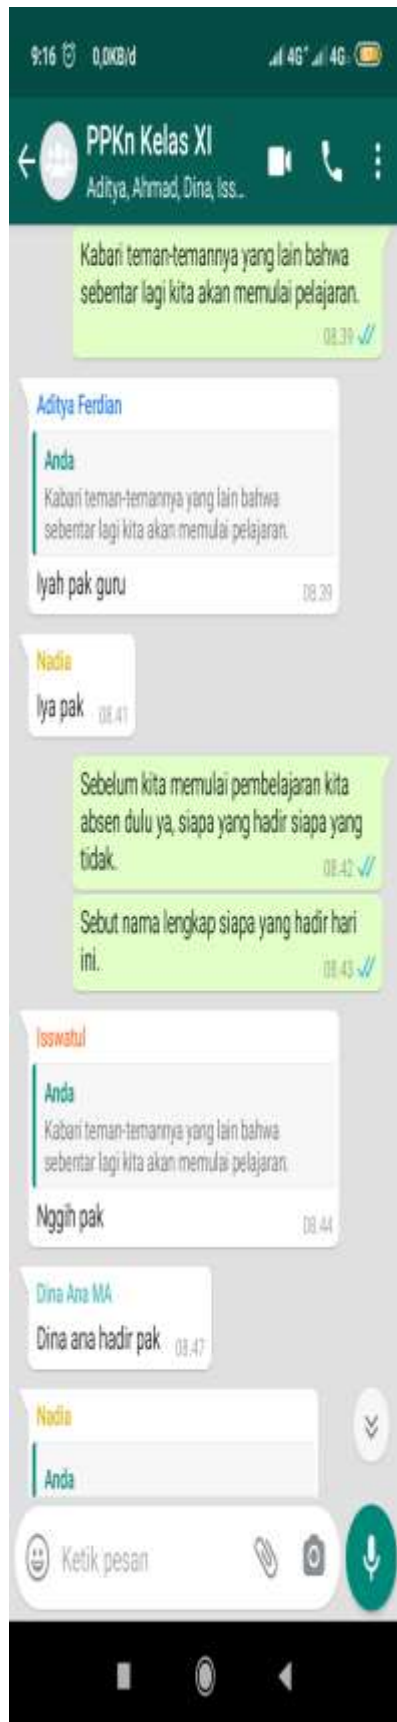 9:16 0,0KB/d 4G+ 4G
PPKn Kelas XI
Aditya, Ahmad, Dina, Iss...
Kabari teman-temannya yang lain bahwa
sebentar lagi kita akan memulai pelajaran.
08.39
Aditya Ferdian
Anda
Kabari teman-temannya yang lain bahwa
sebentar lagi kita akan memulai pelajaran.
Iyah pak guru 08.39
Nadia
Iya pak 08.41
Sebelum kita memulai pembelajaran kita
absen dulu ya, siapa yang hadir siapa yang
tidak. 08.42
Sebut nama lengkap siapa yang hadir hari
ini. 08.43
Isswatul
Anda
Kabari teman-temannya yang lain bahwa
sebentar lagi kita akan memulai pelajaran.
Nggih pak 08.44
Dina Ana MA
Dina ana hadir pak 08.47
Nadia
Anda
Ketik pesan